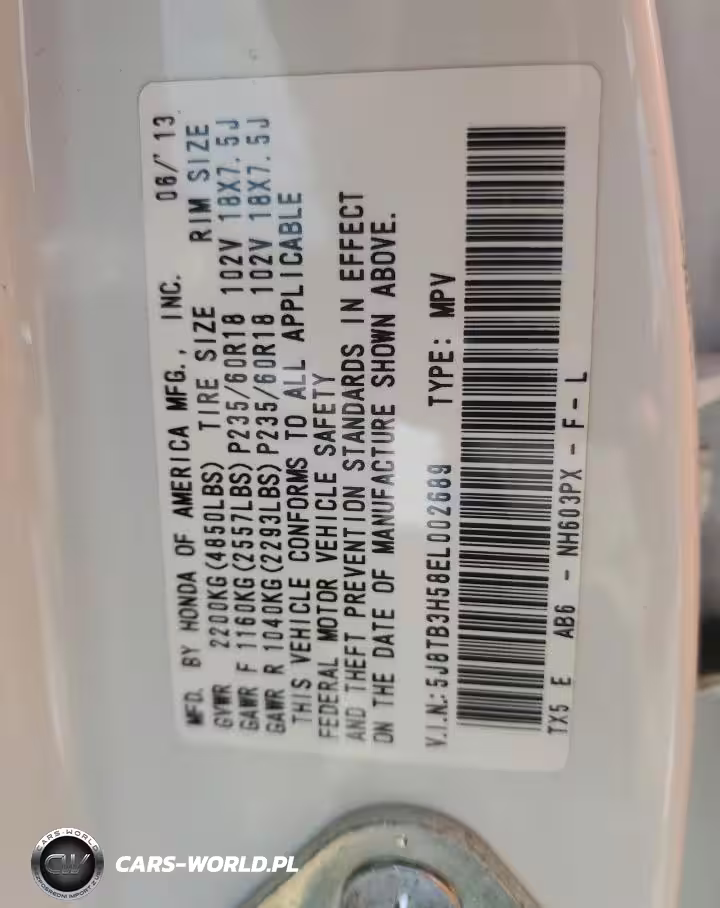 MFD. BY HONDA OF AMERICA MFG., INC. 06/'13
GVWR 2200KG(4850LBS) TIRE SIZE RIM SIZE
GAWR F 1160KG(2557LBS)P235/60R18 102V 18X7.5J
GAWR R 1040KG(2293LBS)P235/60R18 102V 18X7.5J
THIS VEHICLE CONFORMS TO ALL APPLICABLE
FEDERAL MOTOR VEHICLE SAFETY
AND THEFT PREVENTION STANDARDS IN EFFECT
ON THE DATE OF MANUFACTURE SHOWN ABOVE.
V.I.N.:5J8TB3H58EL002689 TYPE: MPV
TX5 E AB6 - NH603PX - F - L
CARS-WORLD
CW
CARS-WORLD.PL